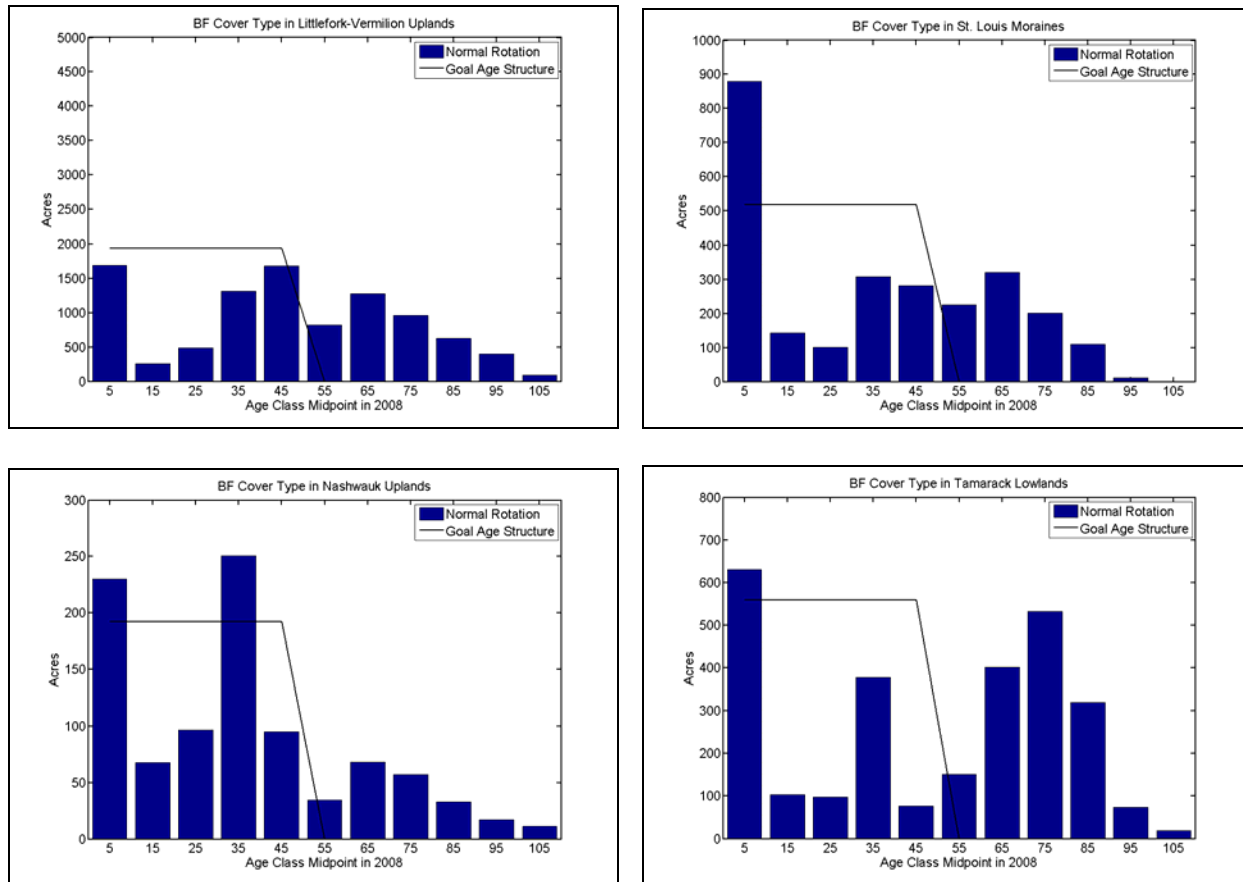 BF Cover Type in Littlefork-Vermilion Uplands
5000
4500
4000
3500
3000
2500
2000
1500
1000
500
0
Acres
Normal Rotation
Goal Age Structure
5 15 25 35 45 55 65 75 85 95 105
Age Class Midpoint in 2008
BF Cover Type in St. Louis Moraines
1000
900
800
700
600
500
400
300
200
100
0
Acres
Normal Rotation
Goal Age Structure
5 15 25 35 45 55 65 75 85 95 105
Age Class Midpoint in 2008
BF Cover Type in Nashwauk Uplands
300
250
200
150
100
50
0
Acres
Normal Rotation
Goal Age Structure
5 15 25 35 45 55 65 75 85 95 105
Age Class Midpoint in 2008
BF Cover Type in Tamarack Lowlands
800
700
600
500
400
300
200
100
0
Acres
Normal Rotation
Goal Age Structure
5 15 25 35 45 55 65 75 85 95 105
Age Class Midpoint in 2008